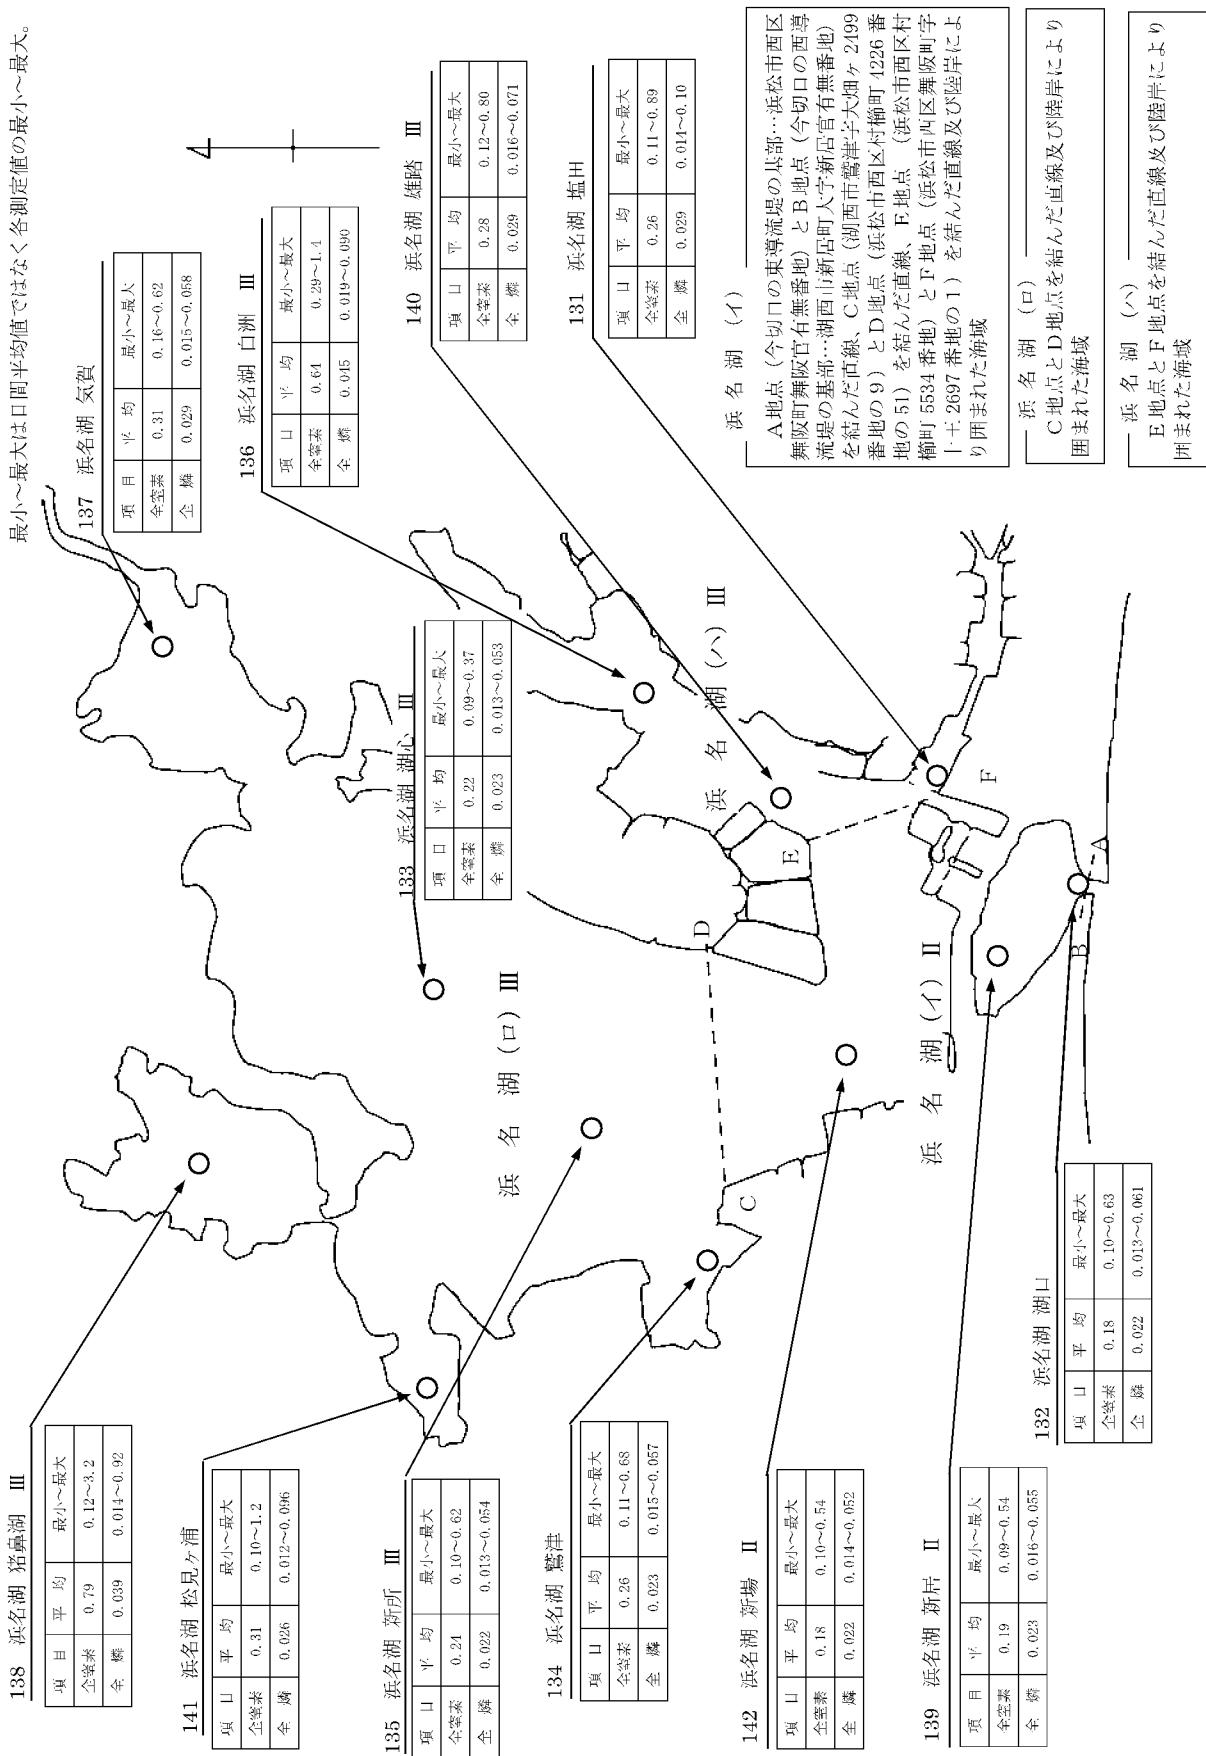 最小～最大は日間平均値ではなく各測定値の最小～最大。
138 浜名湖 猪鼻湖 Ⅲ
項 目 平 均 最小～最大
全窒素 0.79 0.12～3.2
全 燐 0.039 0.014～0.92
141 浜名湖 松見ヶ浦
項 目 平 均 最小～最大
全窒素 0.31 0.10～1.2
全 燐 0.026 0.012～0.096
135 浜名湖 新所 Ⅲ
項 目 平 均 最小～最大
全窒素 0.24 0.10～0.62
全 燐 0.022 0.013～0.054
134 浜名湖 鷲津
項 目 平 均 最小～最大
全窒素 0.26 0.11～0.68
全 燐 0.023 0.015～0.057
142 浜名湖 新場 Ⅱ
項 目 平 均 最小～最大
全窒素 0.18 0.10～0.54
全 燐 0.022 0.014～0.052
139 浜名湖 新居 Ⅱ
項 目 平 均 最小～最大
全窒素 0.19 0.09～0.54
全 燐 0.023 0.016～0.055
132 浜名湖 湖口
項 目 平 均 最小～最大
全窒素 0.18 0.10～0.63
全 燐 0.022 0.013～0.061
133 浜名湖 湖心 Ⅲ
項 目 平 均 最小～最大
全窒素 0.22 0.09～0.37
全 燐 0.023 0.013～0.053
137 浜名湖 気賀
項 目 平 均 最小～最大
全窒素 0.31 0.16～0.62
全 燐 0.029 0.015～0.058
136 浜名湖 白洲 Ⅲ
項 目 平 均 最小～最大
全窒素 0.64 0.29～1.4
全 燐 0.045 0.019～0.090
140 浜名湖 雄踏 Ⅲ
項 目 平 均 最小～最大
全窒素 0.28 0.12～0.80
全 燐 0.029 0.016～0.071
131 浜名湖 塩田
項 目 平 均 最小～最大
全窒素 0.26 0.11～0.89
全 燐 0.029 0.014～0.10
浜 名 湖 (ロ) Ⅲ
浜 名 湖 (ハ) Ⅲ
浜 名 湖 (イ) Ⅱ
C
D
E
F
B
A
浜 名 湖 (イ)
A地点（今切口の東導流堤の基部…浜松市西区
舞阪町舞阪官有無番地）とB地点（今切口の西導
流堤の基部…湖西市新居町大字新居官有無番地）
を結んだ直線、C地点（湖西市鷲津字大畑ヶ 2499
番地の9）とD地点（浜松市西区村櫛町 4226 番
地の 51）を結んだ直線、E地点 （浜松市西区村
櫛町 5534 番地）とF地点（浜松市西区舞阪町字
十王 2697 番地の1）を結んだ直線及び陸岸によ
り囲まれた海域
浜 名 湖 (ロ)
C地点とD地点を結んだ直線及び陸岸により
囲まれた海域
浜 名 湖 (ハ)
E地点とF地点を結んだ直線及び陸岸により
囲まれた海域